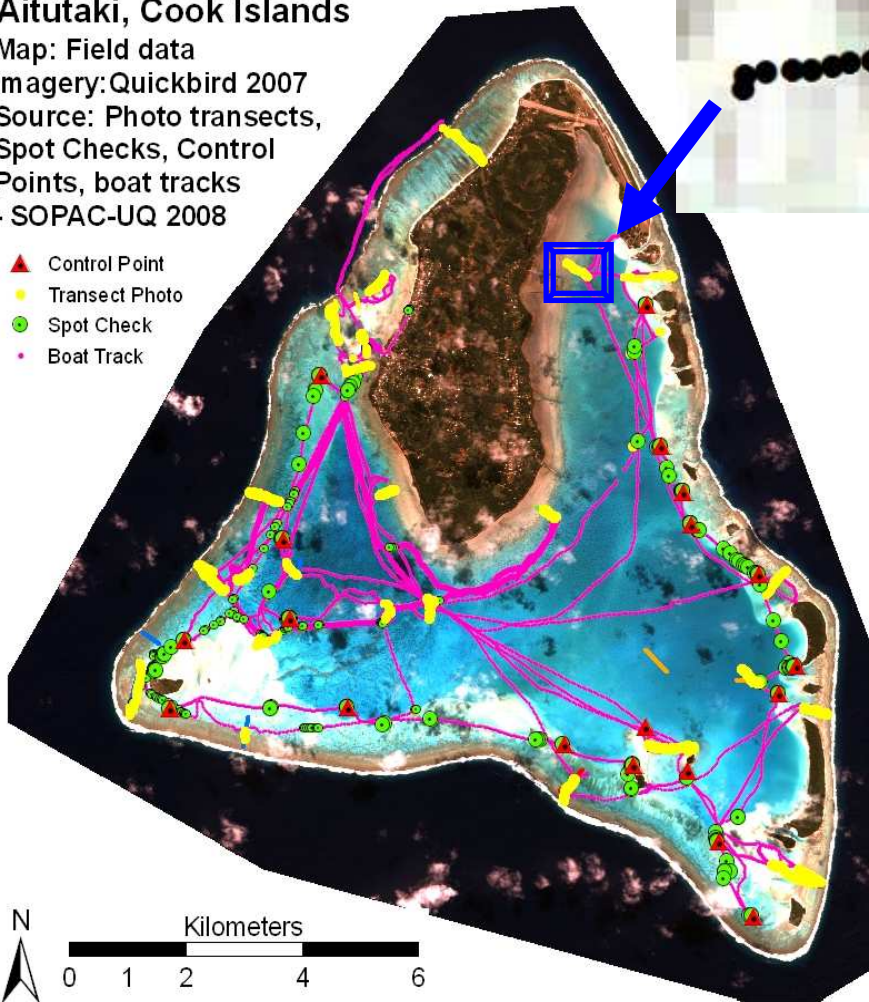 Aitutaki, Cook Islands
Map: Field data
Imagery:Quickbird 2007
Source: Photo transects,
Spot Checks, Control
Points, boat tracks
- SOPAC-UQ 2008
Control Point
Transect Photo
Spot Check
Boat Track
N
Kilometers
0 1 2 4 6